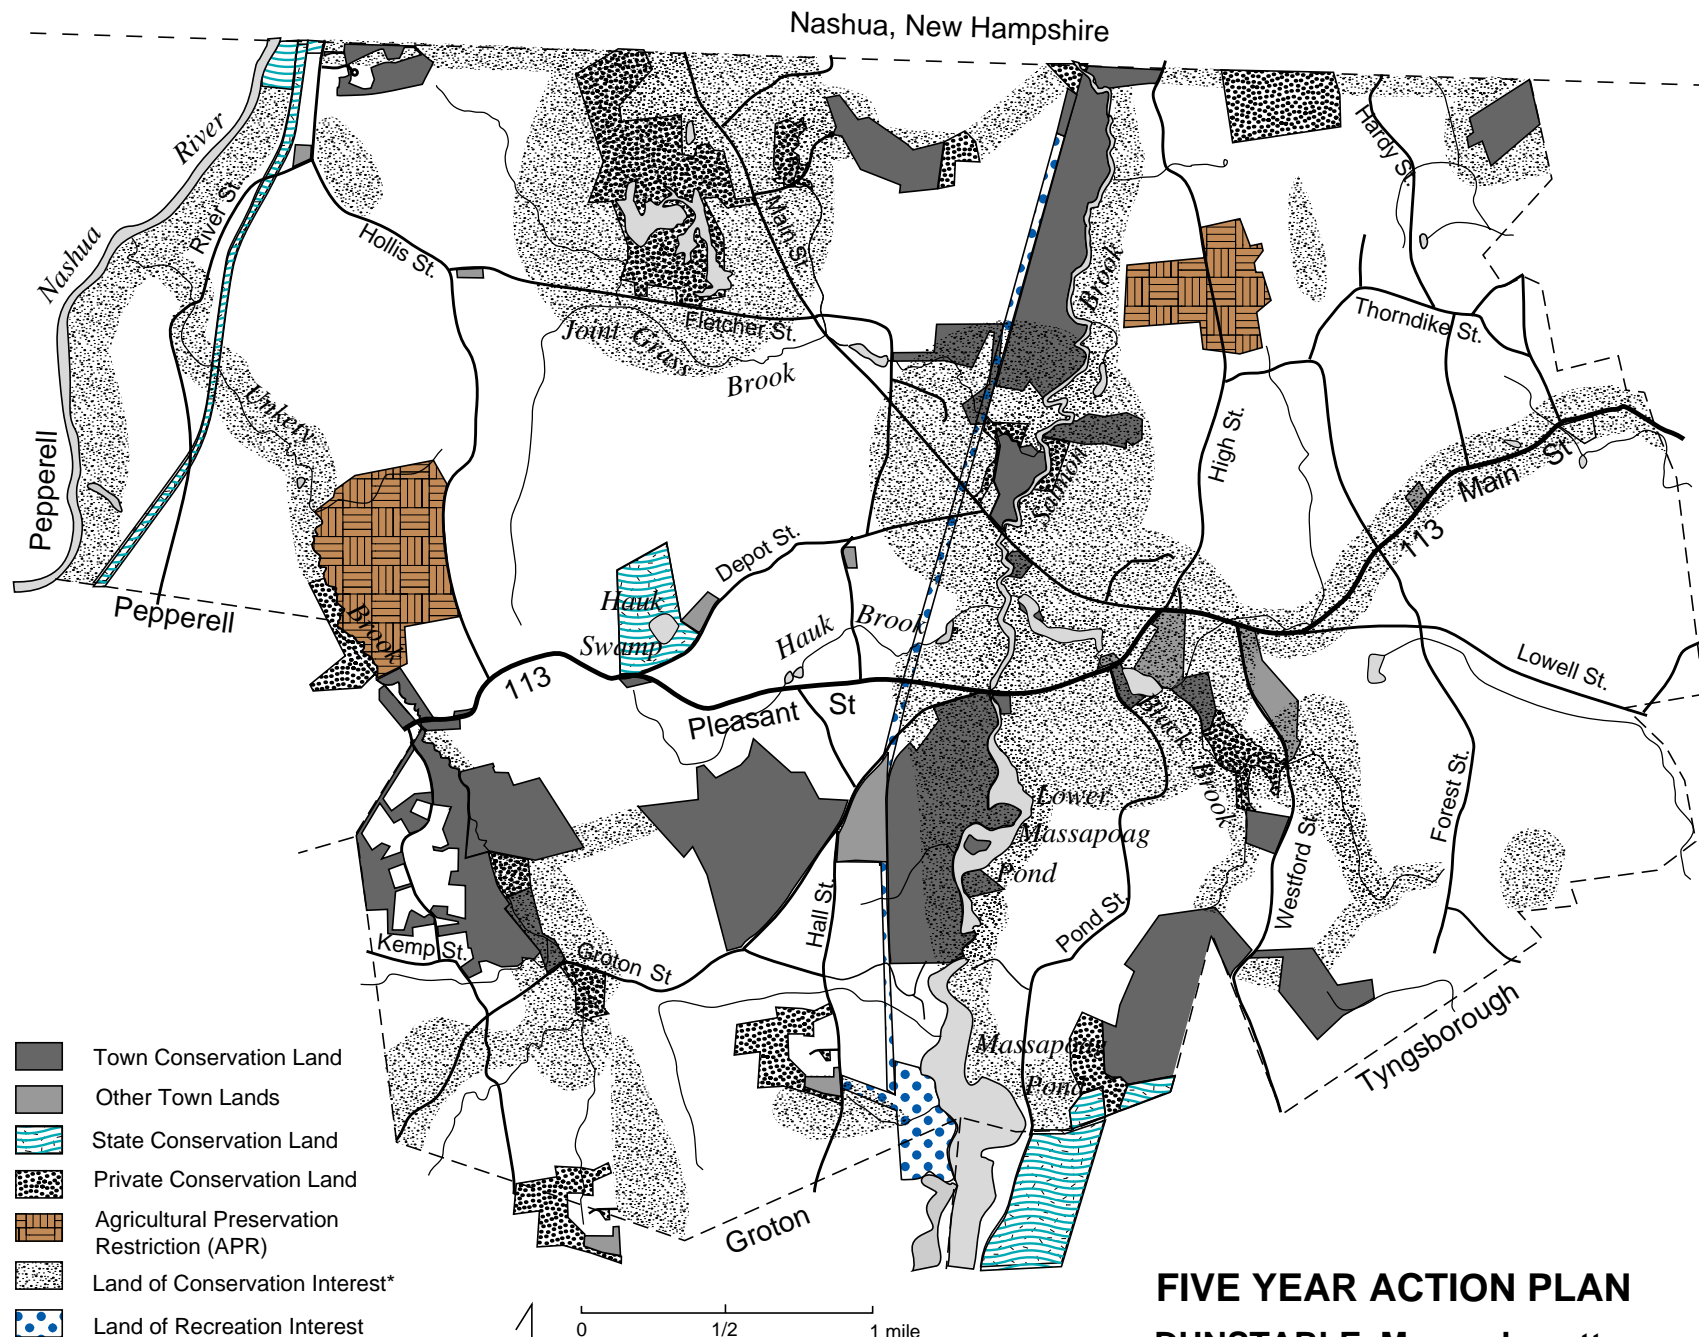 Nashua, New Hampshire
Nashua
River
River St.
Hollis St.
Main St.
Hardy St.
Brook
Fletcher St.
Joint Grass
Brook
Thorndike St.
Unkety
Pepperell
High St.
Salmon
Main St
113
Depot St.
Pepperell
Brook
Hauk
Swamp
Hauk Brook
Lowell St.
113
Pleasant St
Black
Brook
Lower
Massapoag
Pond
Forest St.
Westford St.
Hall St.
Pond St.
Kemp St.
Groton St
Massapoag
Pond
Tyngsborough
Groton
Town Conservation Land
Other Town Lands
State Conservation Land
Private Conservation Land
Agricultural Preservation
Restriction (APR)
Land of Conservation Interest*
Land of Recreation Interest
0 1/2 1 mile
FIVE YEAR ACTION PLAN